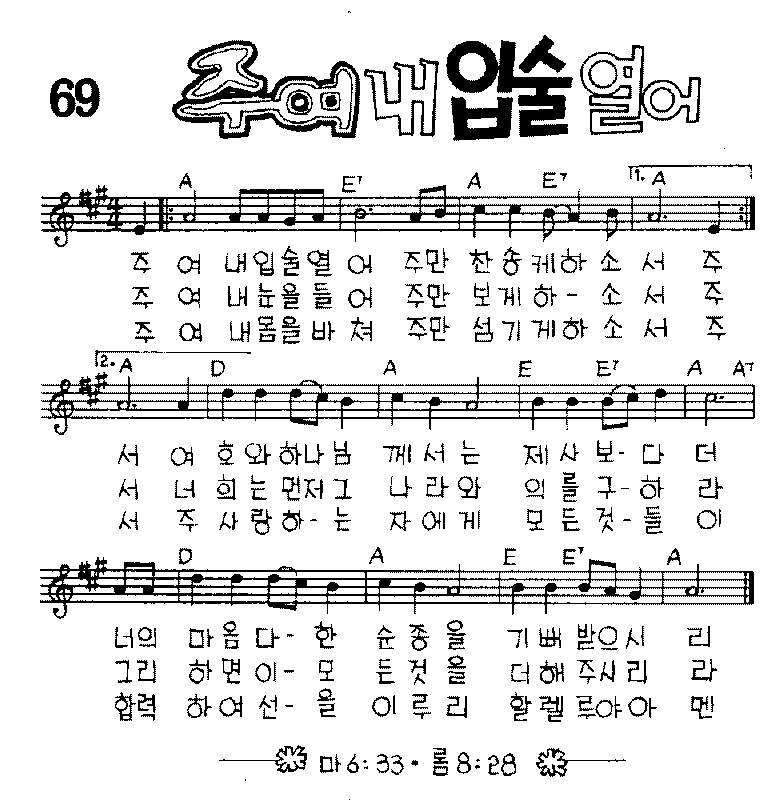 69 주여 내 입술 열어
A E7 A E7 1. A
4 4
주 여 내입술열 어 주만 찬송게하 소 서 주
주 여 내눈을들 어 주만 보게하- 소 서 주
주 여 내몸을바 쳐 주만 섬기게하 소 서 주
2. A D A E E7 A A7
서 여 호와하나님 께서는 제사보-다 더
서 너 희는먼저그 나라와 의를구-하 라
서 주 사랑하-는 자에게 모든것-들 이
D A E E7 A
너의 마음다-한 순종을 기뻐받으시 리
그리 하면이-모 든것을 더해주시리 라
합력 하여선-을 이루리 할렐루야아 멘
마6:33·롬8:28